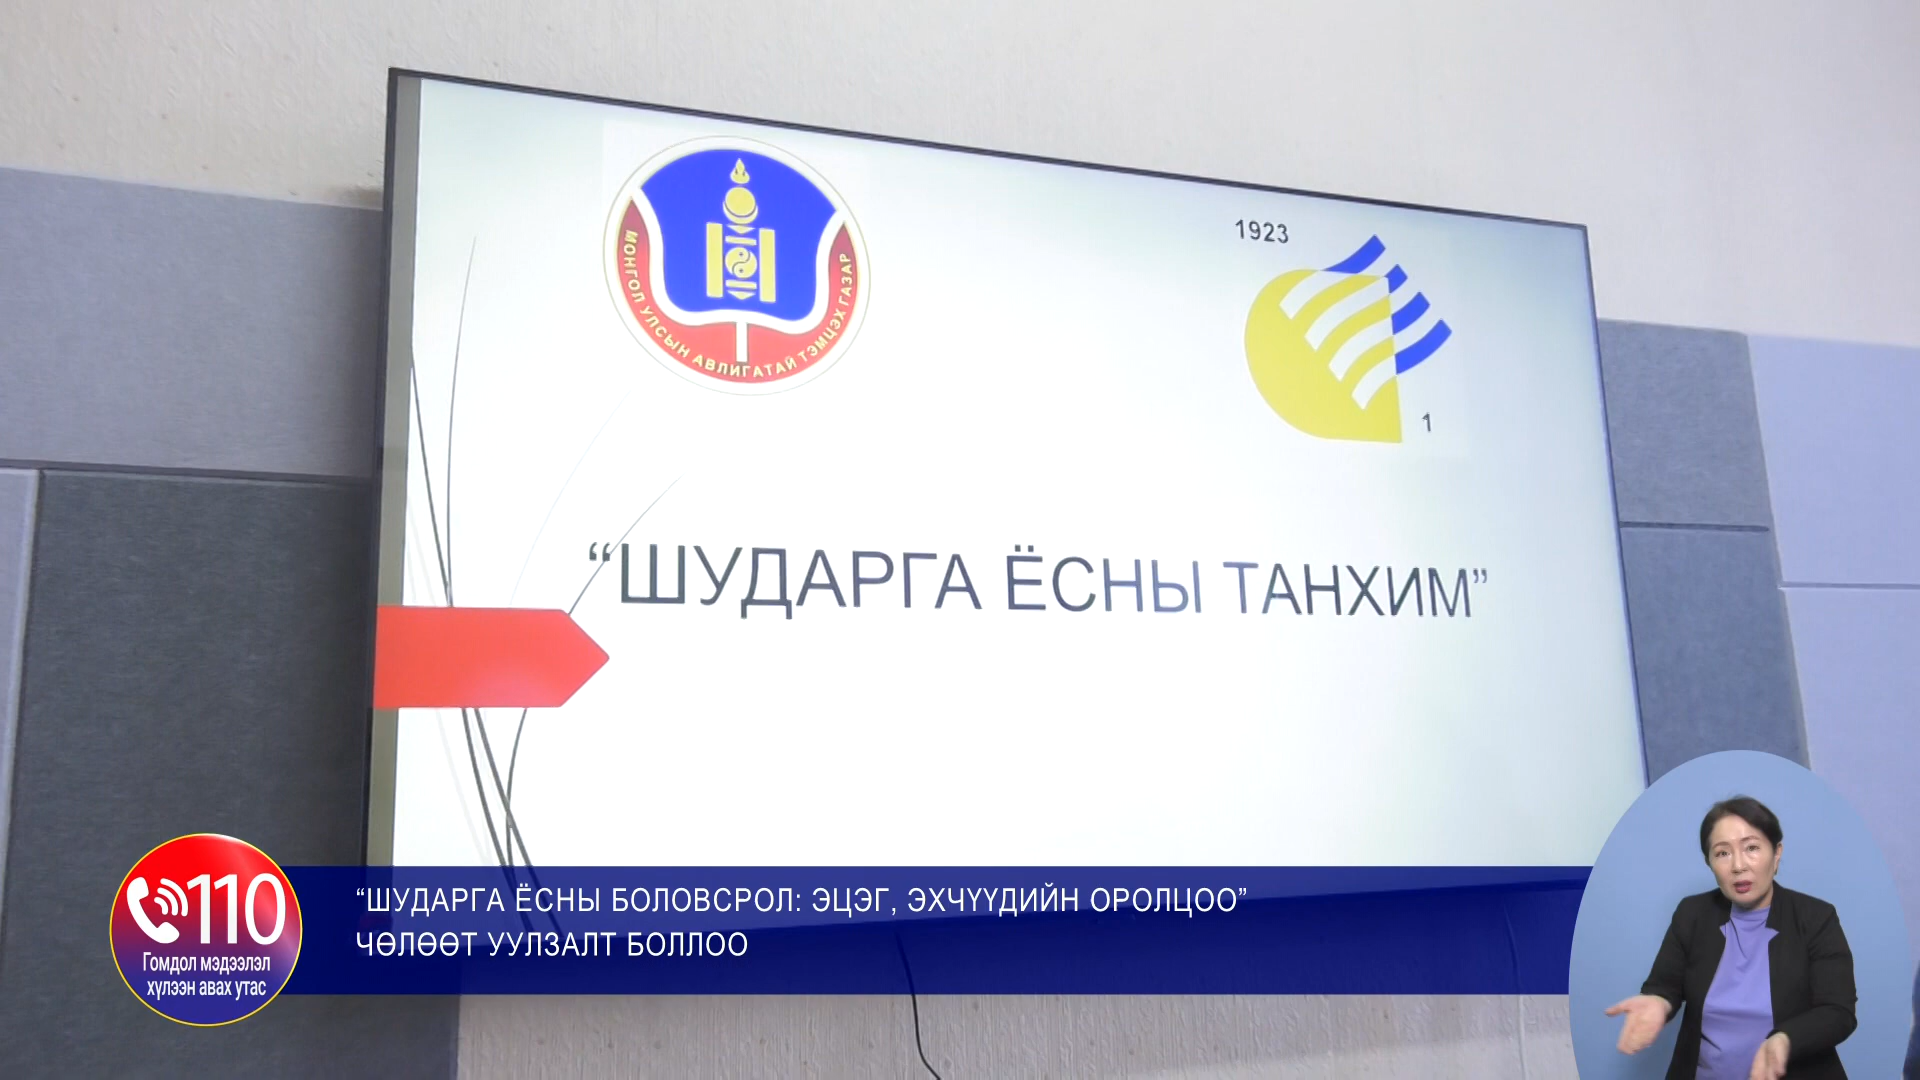 МОНГОЛ УЛСЫН АВЛИГАТАЙ ТЭМЦЭХ ГАЗАР
1923
1
“ШУДАРГА ЁСНЫ ТАНХИМ”
110
Гомдол мэдээлэл
хүлээн авах утас
“ШУДАРГА ЁСНЫ БОЛОВСРОЛ: ЭЦЭГ, ЭХЧҮҮДИЙН ОРОЛЦОО”
ЧӨЛӨӨТ УУЛЗАЛТ БОЛЛОО